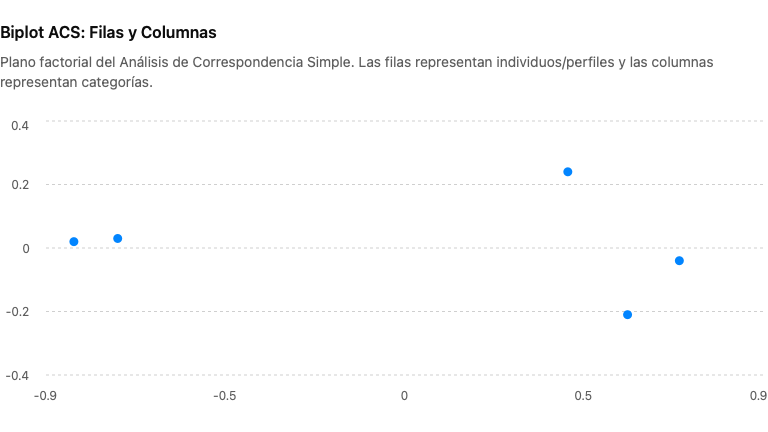 Biplot ACS: Filas y Columnas
Plano factorial del Análisis de Correspondencia Simple. Las filas representan individuos/perfiles y las columnas
representan categorías.
0.4
0.2
0
-0.2
-0.4
-0.9 -0.5 0 0.5 0.9